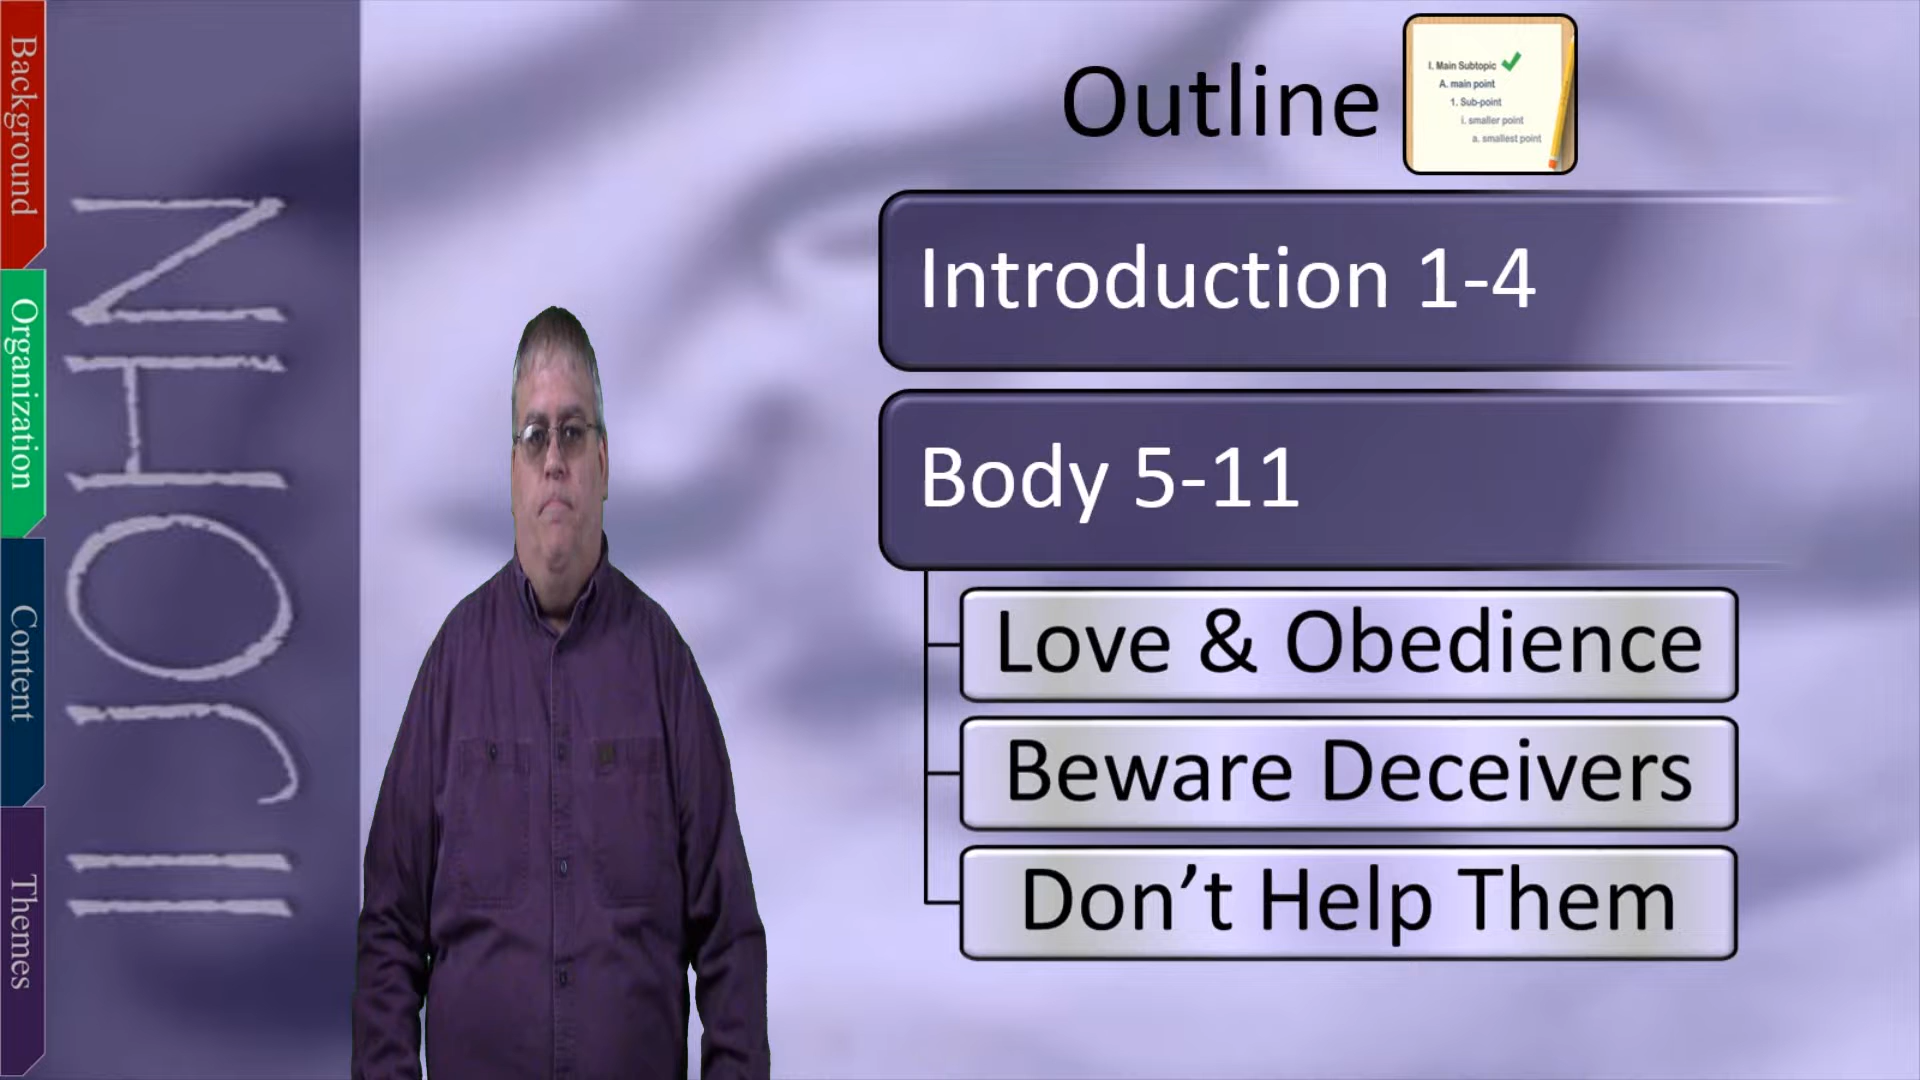 Background
Organization
Content
Themes
II JOHN
Outline
I. Main Subtopic
A. main point
1. Sub-point
i. smaller point
a. smallest point
Introduction 1-4
Body 5-11
Love & Obedience
Beware Deceivers
Don’t Help Them